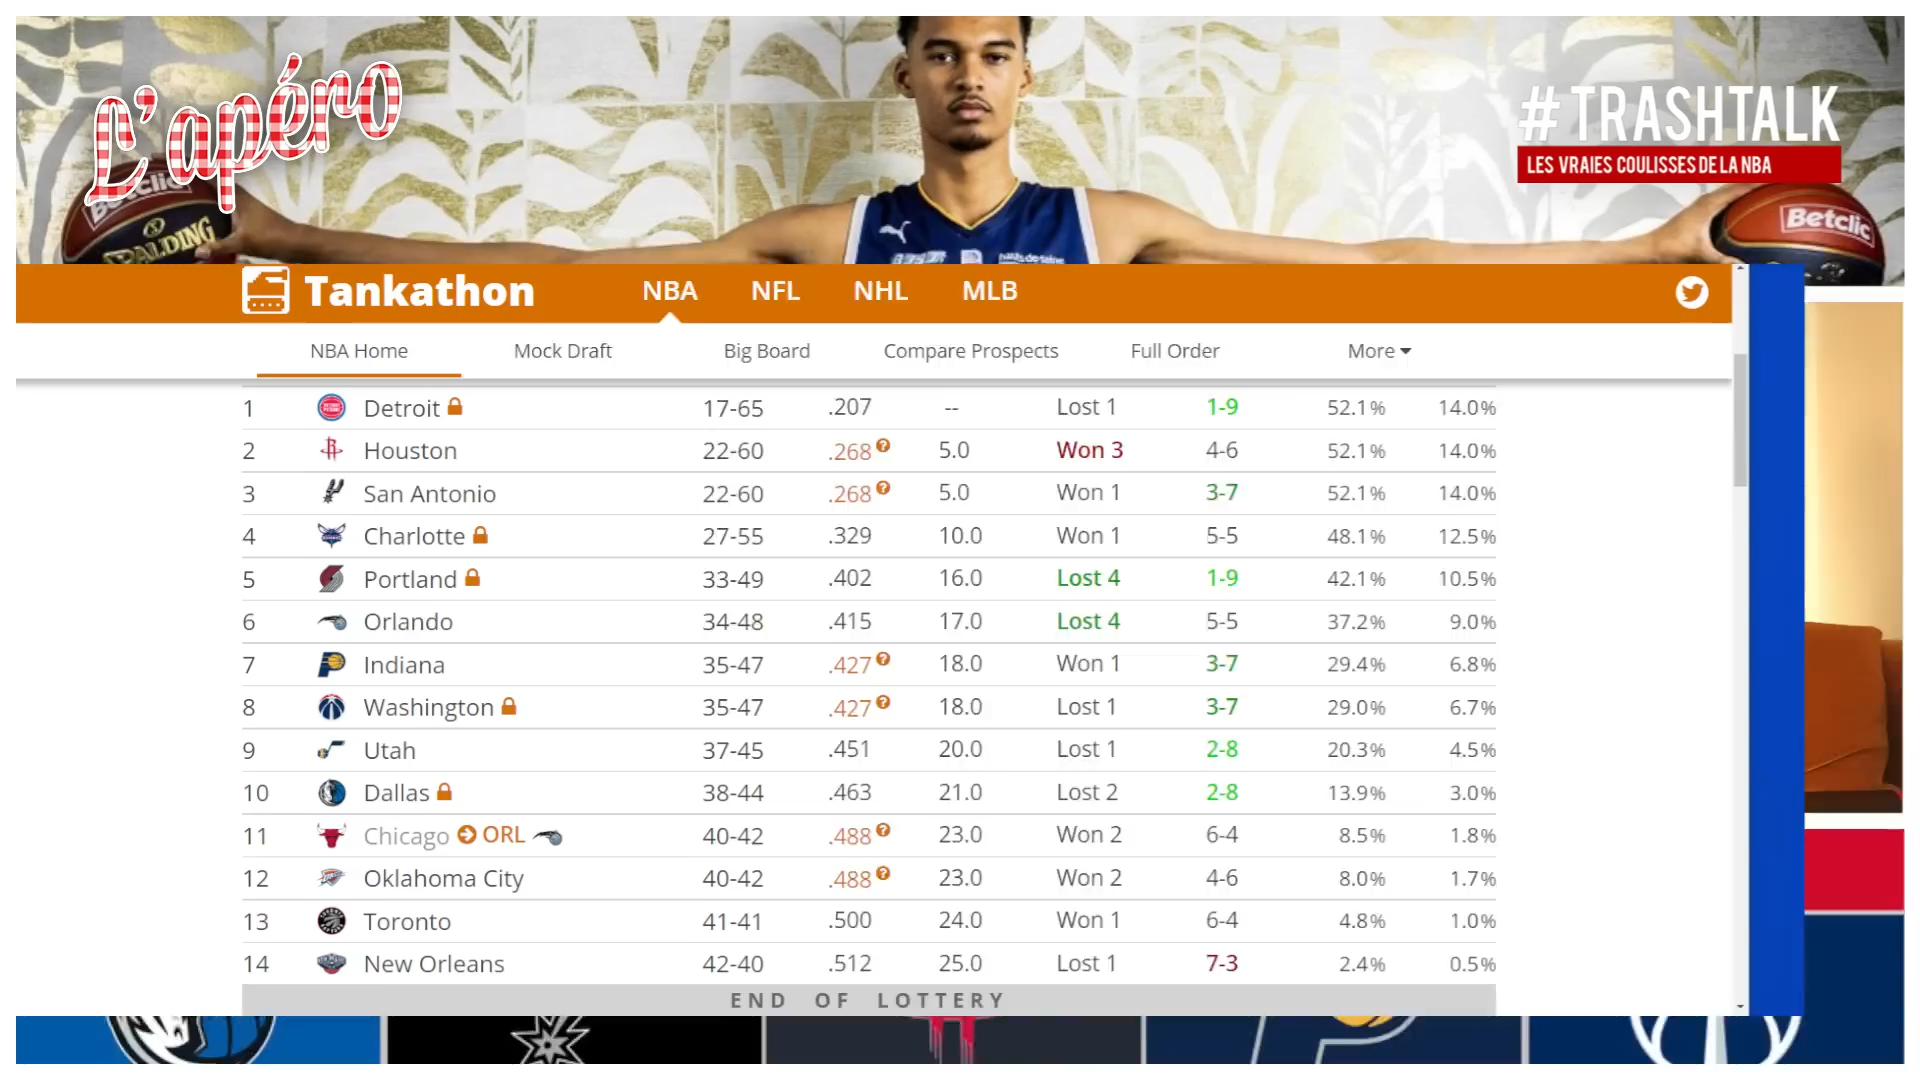 L'apéro
#TRASHTALK
LES VRAIES COULISSES DE LA NBA
Betclic
SPALDING
Betclic
Tankathon NBA NFL NHL MLB
NBA Home Mock Draft Big Board Compare Prospects Full Order More
1 Detroit 17-65 .207 -- Lost 1 1-9 52.1% 14.0%
2 Houston 22-60 .268 ? 5.0 Won 3 4-6 52.1% 14.0%
3 San Antonio 22-60 .268 ? 5.0 Won 1 3-7 52.1% 14.0%
4 Charlotte 27-55 .329 10.0 Won 1 5-5 48.1% 12.5%
5 Portland 33-49 .402 16.0 Lost 4 1-9 42.1% 10.5%
6 Orlando 34-48 .415 17.0 Lost 4 5-5 37.2% 9.0%
7 Indiana 35-47 .427 ? 18.0 Won 1 3-7 29.4% 6.8%
8 Washington 35-47 .427 ? 18.0 Lost 1 3-7 29.0% 6.7%
9 Utah 37-45 .451 20.0 Lost 1 2-8 20.3% 4.5%
10 Dallas 38-44 .463 21.0 Lost 2 2-8 13.9% 3.0%
11 Chicago ORL 40-42 .488 ? 23.0 Won 2 6-4 8.5% 1.8%
12 Oklahoma City 40-42 .488 ? 23.0 Won 2 4-6 8.0% 1.7%
13 Toronto 41-41 .500 24.0 Won 1 6-4 4.8% 1.0%
14 New Orleans 42-40 .512 25.0 Lost 1 7-3 2.4% 0.5%
END OF LOTTERY